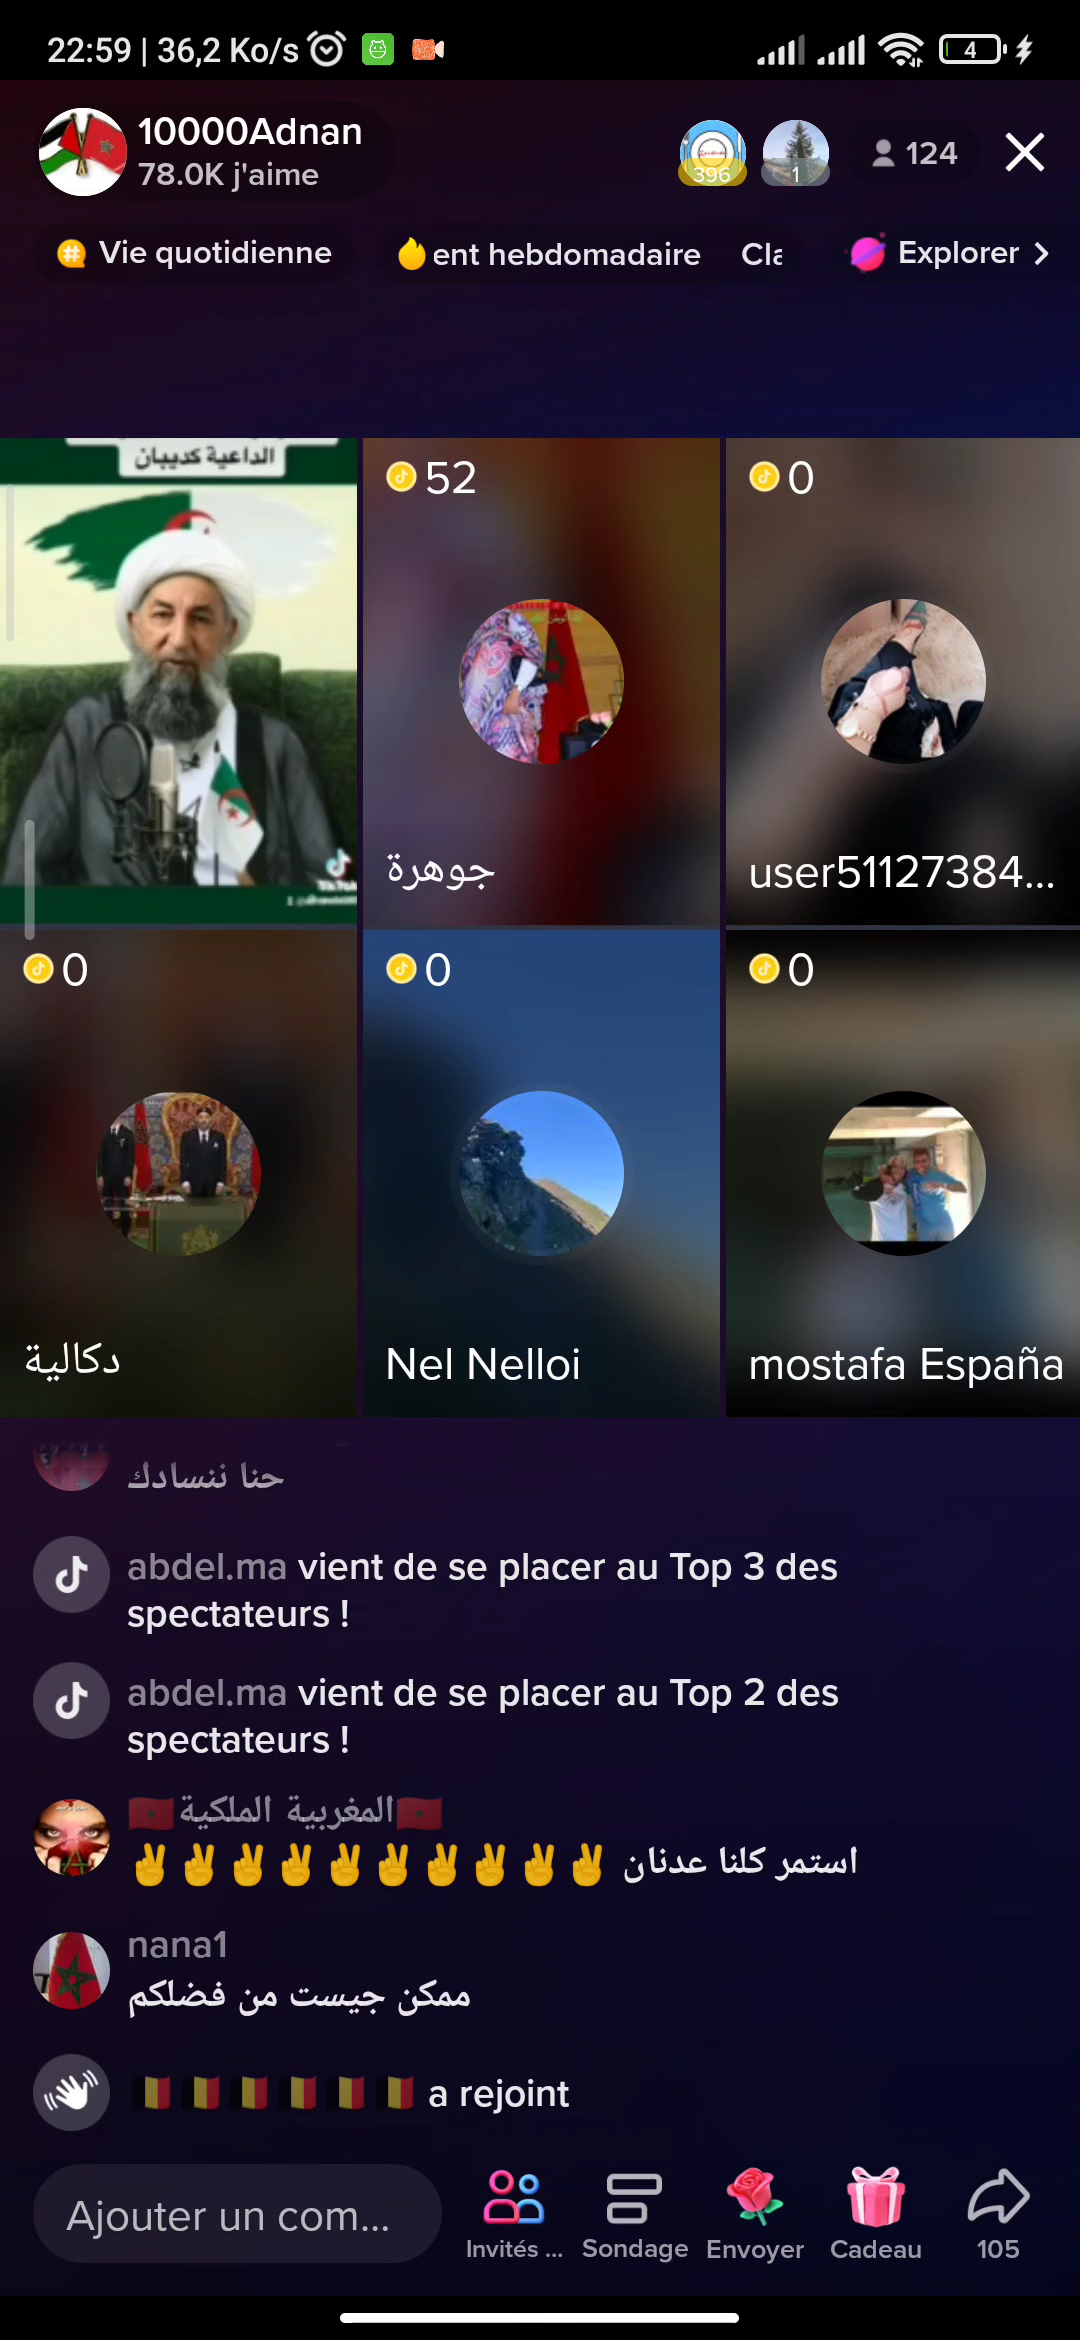 22:59 | 36,2 Ko/s
4
10000Adnan
78.0K j'aime
396
1
124
Vie quotidienne
ent hebdomadaire
Cla
Explorer
الداعية كديبان
52
0
TikTok
جوهرة
user51127384...
0
0
0
دكالية
Nel Nelloi
mostafa España
حنا ننسادك
abdel.ma vient de se placer au Top 3 des
spectateurs !
abdel.ma vient de se placer au Top 2 des
spectateurs !
🇲🇦المغربية الملكية🇲🇦
استمر كلنا عدنان ✌✌✌✌✌✌✌✌✌✌
nana1
ممكن جيست من فضلكم
🇧🇪🇧🇪🇧🇪🇧🇪🇧🇪🇧🇪 a rejoint
Ajouter un com...
Invités ...
Sondage
Envoyer
Cadeau
105